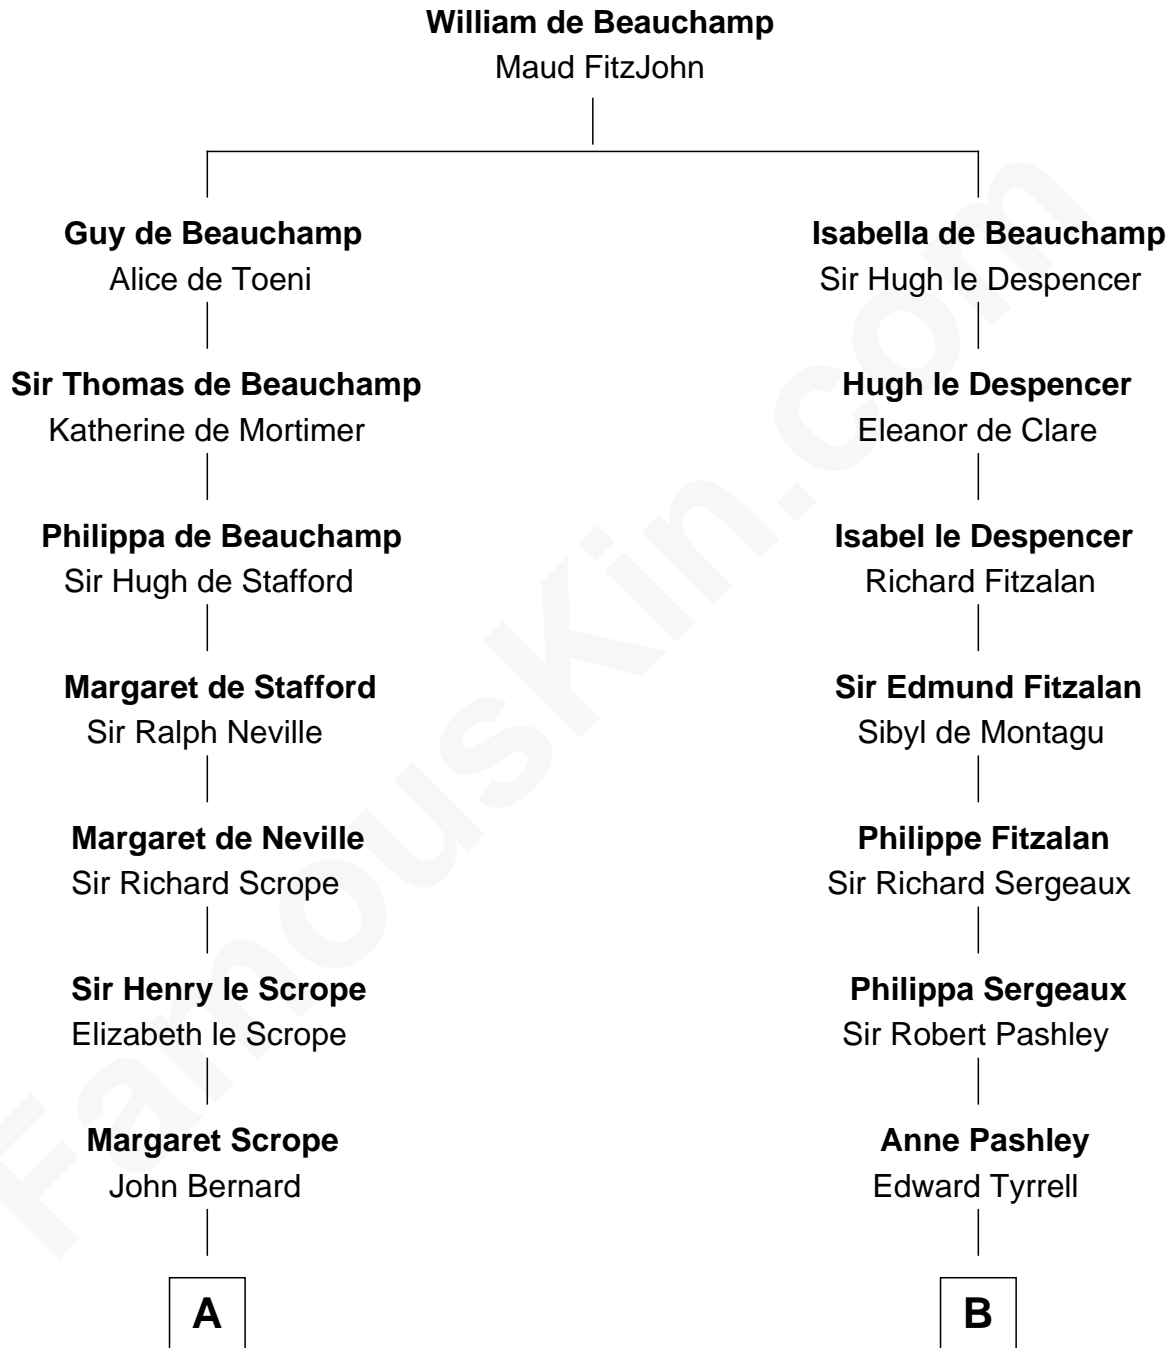 William de Beauchamp
Maud FitzJohn
Guy de Beauchamp
Alice de Toeni
Isabella de Beauchamp
Sir Hugh le Despencer
Sir Thomas de Beauchamp
Katherine de Mortimer
Hugh le Despencer
Eleanor de Clare
Philippa de Beauchamp
Sir Hugh de Stafford
Isabel le Despencer
Richard Fitzalan
Margaret de Stafford
Sir Ralph Neville
Sir Edmund Fitzalan
Sibyl de Montagu
Margaret de Neville
Sir Richard Scrope
Philippe Fitzalan
Sir Richard Sergeaux
Sir Henry le Scrope
Elizabeth le Scrope
Philippa Sergeaux
Sir Robert Pashley
Margaret Scrope
John Bernard
Anne Pashley
Edward Tyrrell
A
B
FamousKin.com